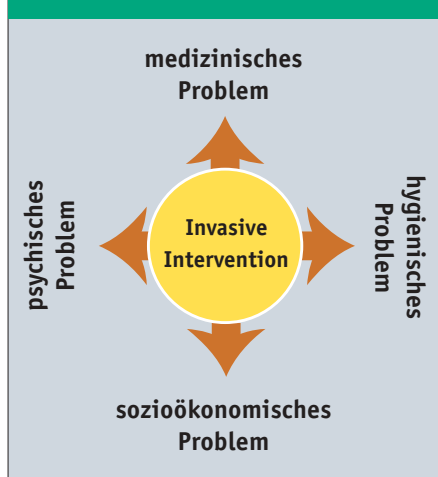 medizinisches
Problem
psychisches
Problem
Invasive
Intervention
hygienisches
Problem
sozioökonomisches
Problem